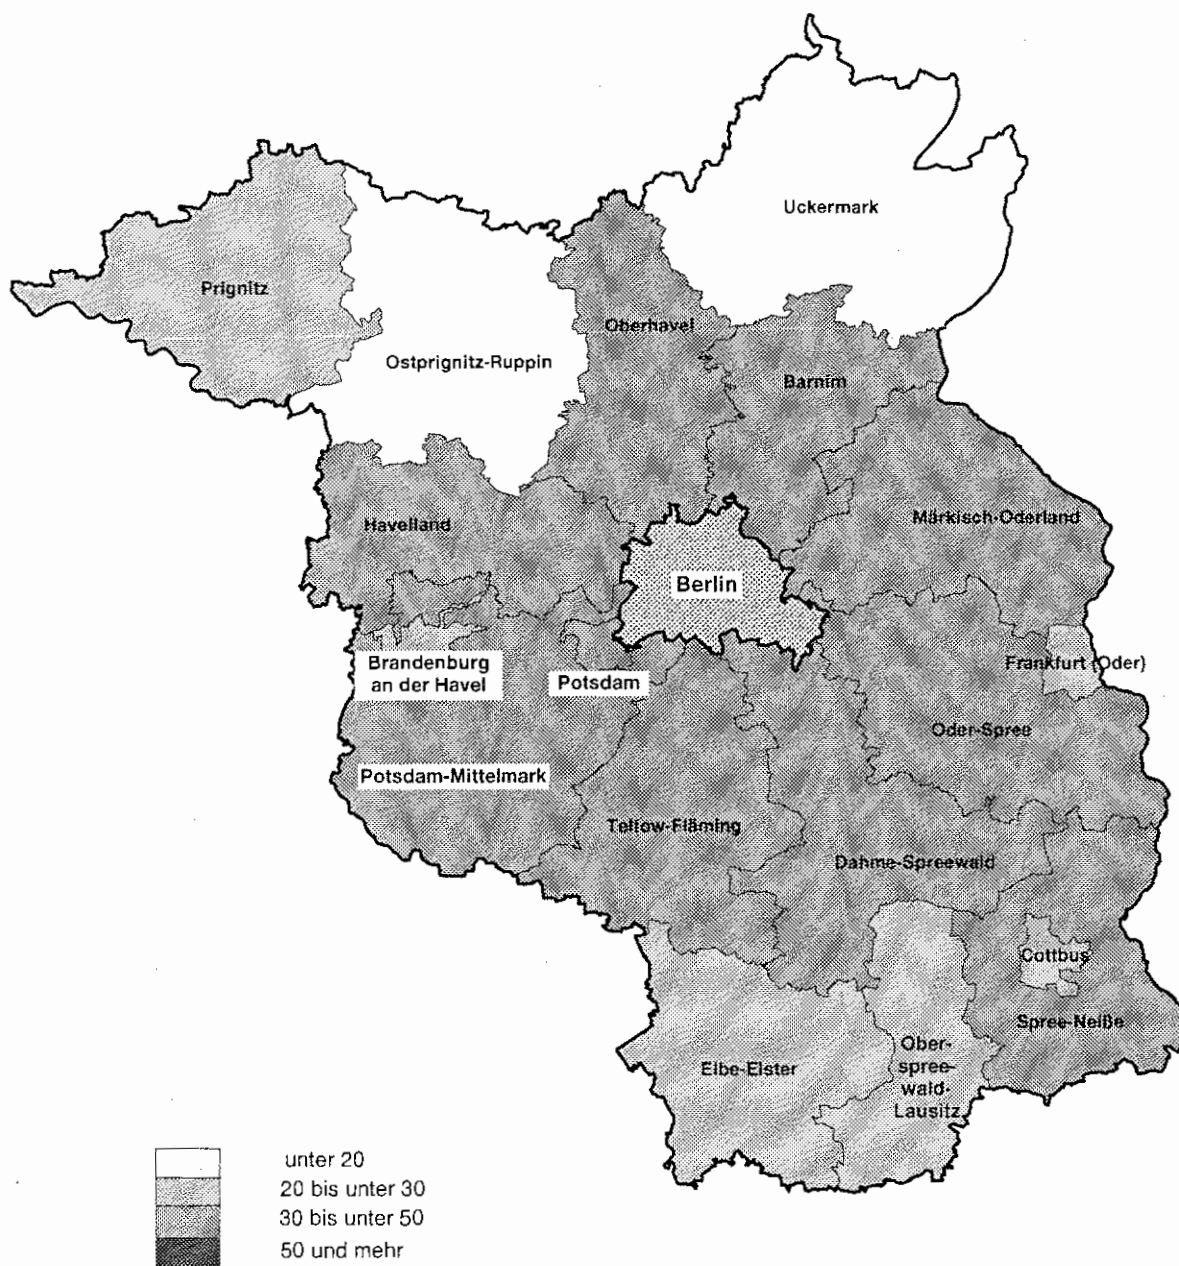 Uckermark
Prignitz
Oberhavel
Ostprignitz-Ruppin
Barnim
Havelland
Märkisch-Oderland
Berlin
Brandenburg
an der Havel
Potsdam
Frankfurt (Oder)
Oder-Spree
Potsdam-Mittelmark
Teltow-Fläming
Dahme-Spreewald
Cottbus
Spree-Neiße
Elbe-Elster
Ober-
spree-
wald-
Lausitz
unter 20
20 bis unter 30
30 bis unter 50
50 und mehr